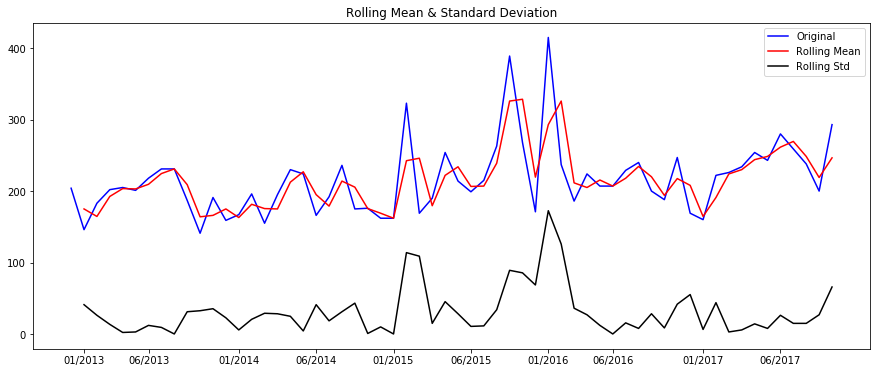 Rolling Mean & Standard Deviation
Original
Rolling Mean
Rolling Std
400
300
200
100
0
01/2013 06/2013 01/2014 06/2014 01/2015 06/2015 01/2016 06/2016 01/2017 06/2017